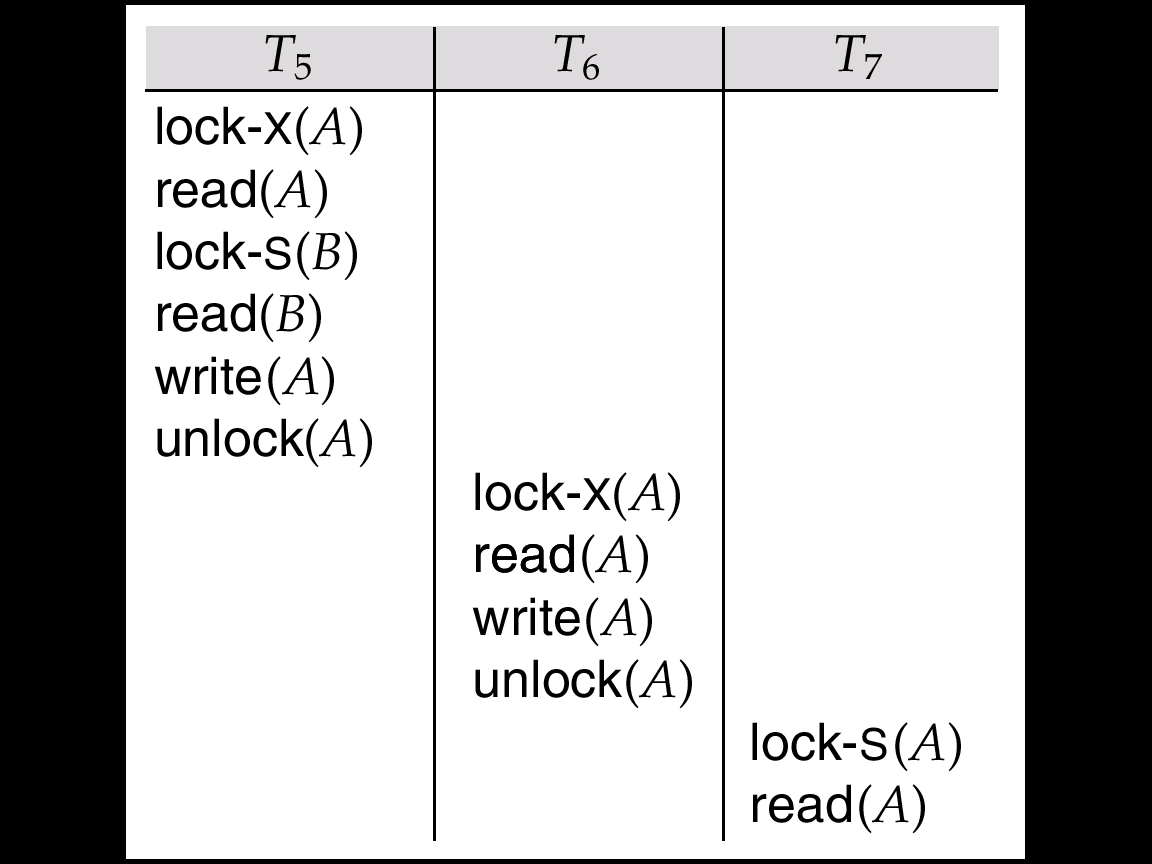 T5 T6 T7
lock-X(A)
read(A)
lock-S(B)
read(B)
write(A)
unlock(A)
lock-X(A)
read(A)
write(A)
unlock(A)
lock-S(A)
read(A)